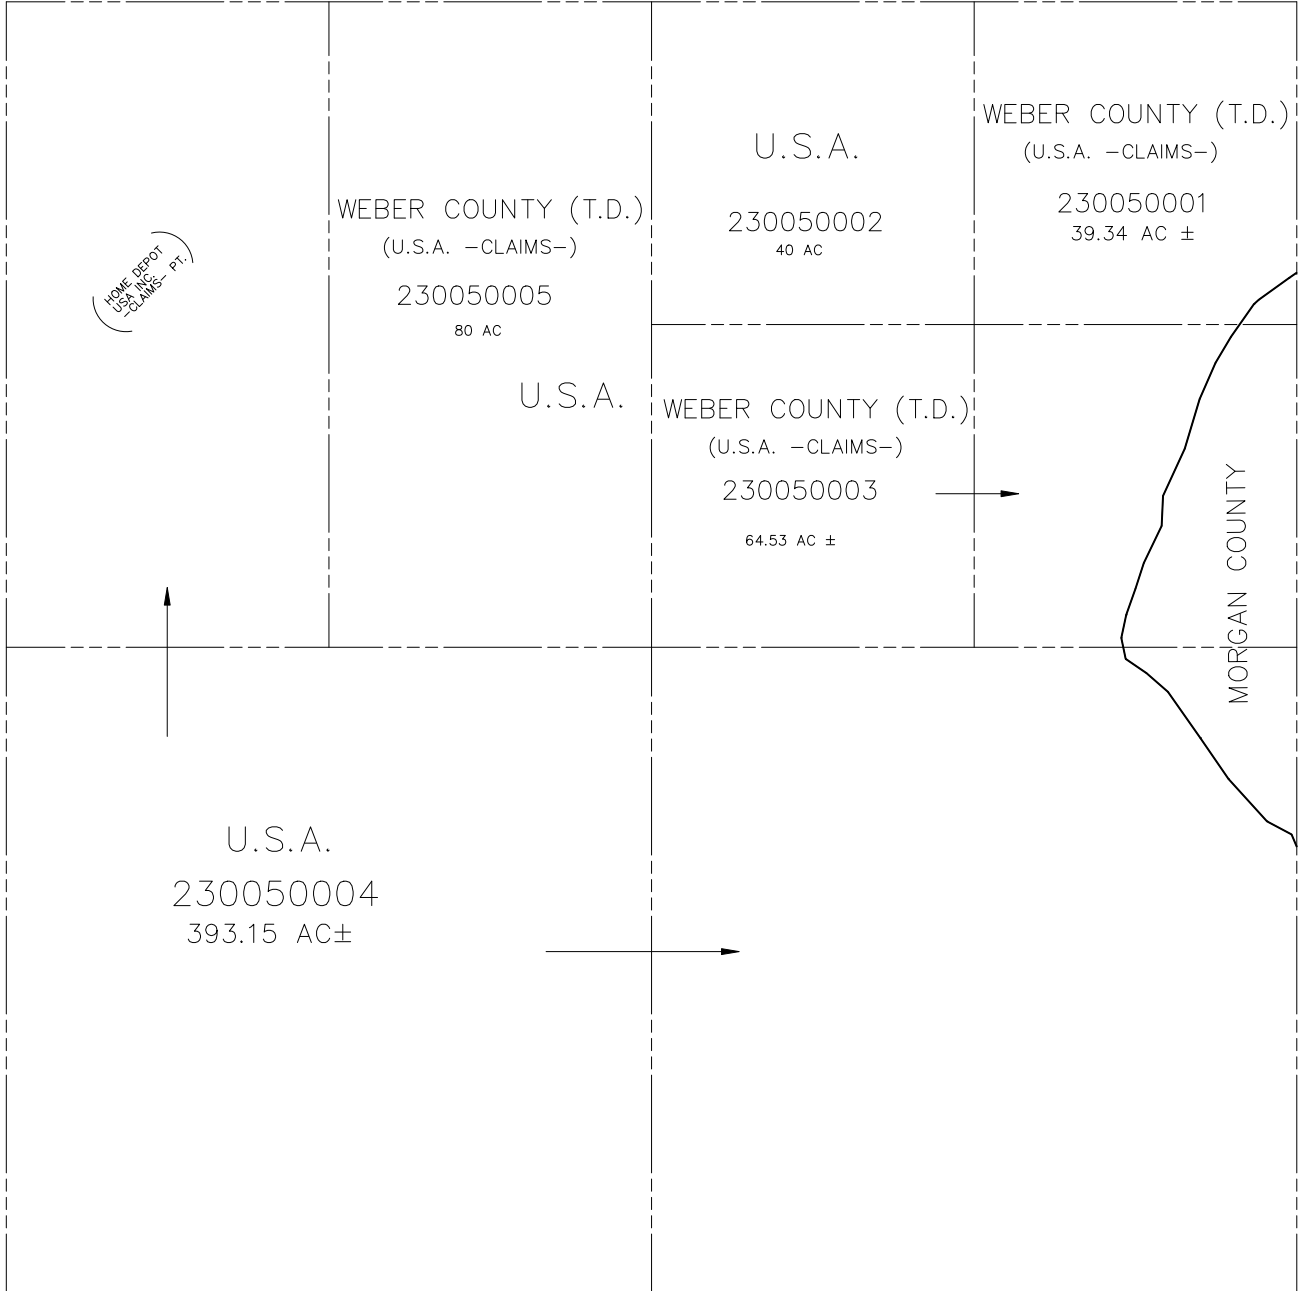 HOME DEPOT
USA INC.
-CLAIMS- PT.
WEBER COUNTY (T.D.)
(U.S.A. -CLAIMS-)
230050005
80 AC
U.S.A.
U.S.A.
230050002
40 AC
WEBER COUNTY (T.D.)
(U.S.A. -CLAIMS-)
230050001
39.34 AC ±
WEBER COUNTY (T.D.)
(U.S.A. -CLAIMS-)
230050003
64.53 AC ±
MORGAN COUNTY
U.S.A.
230050004
393.15 AC±